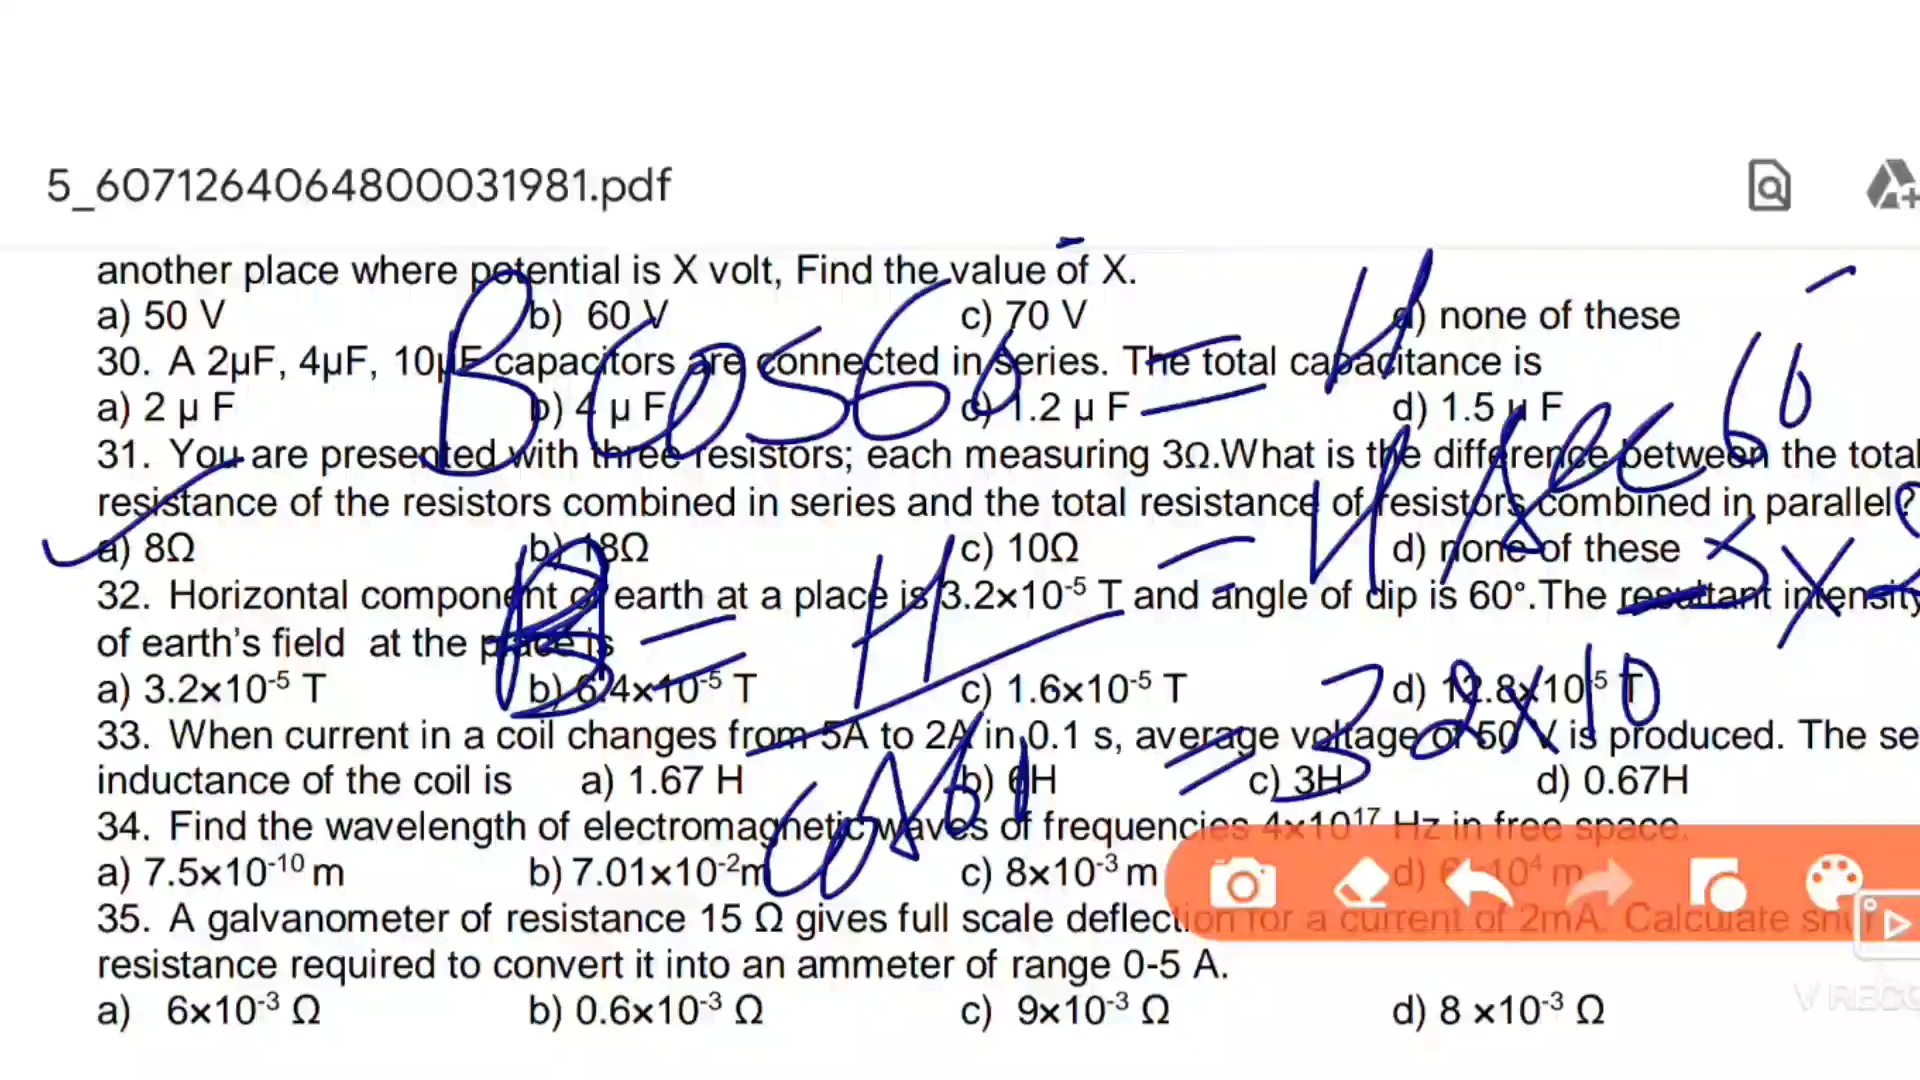 5_6071264064800031981.pdf
another place where potential is X volt, Find the value of X.
a) 50 V b) 60 V c) 70 V d) none of these
30. A 2μF, 4μF, 10μF capacitors are connected in series. The total capacitance is
a) 2 μ F b) 4 μ F c) 1.2 μ F d) 1.5 μ F
B Cos60 = H
31. You are presented with three resistors; each measuring 3Ω.What is the difference between the total
resistance of the resistors combined in series and the total resistance of resistors combined in parallel?
= H Sec 60
a) 8Ω b) 18Ω c) 10Ω d) none of these
32. Horizontal component of earth at a place is 3.2×10⁻⁵ T and angle of dip is 60°.The resultant intensity
of earth's field at the place is
B = H
a) 3.2×10⁻⁵ T b) 6.4×10⁻⁵ T c) 1.6×10⁻⁵ T d) 12.8×10⁻⁵ T
= 3 2×10
33. When current in a coil changes from 5A to 2A in 0.1 s, average voltage of 50 V is produced. The se
inductance of the coil is a) 1.67 H b) 6H c) 3H d) 0.67H
Cos60
34. Find the wavelength of electromagnetic waves of frequencies 4×10¹⁷ Hz in free space.
a) 7.5×10⁻¹⁰ m b) 7.01×10⁻²m c) 8×10⁻³ m d) 6 10⁴ m
35. A galvanometer of resistance 15 Ω gives full scale deflection for a current of 2mA. Calculate shu
resistance required to convert it into an ammeter of range 0-5 A.
a) 6×10⁻³ Ω b) 0.6×10⁻³ Ω c) 9×10⁻³ Ω d) 8 ×10⁻³ Ω
V RECO